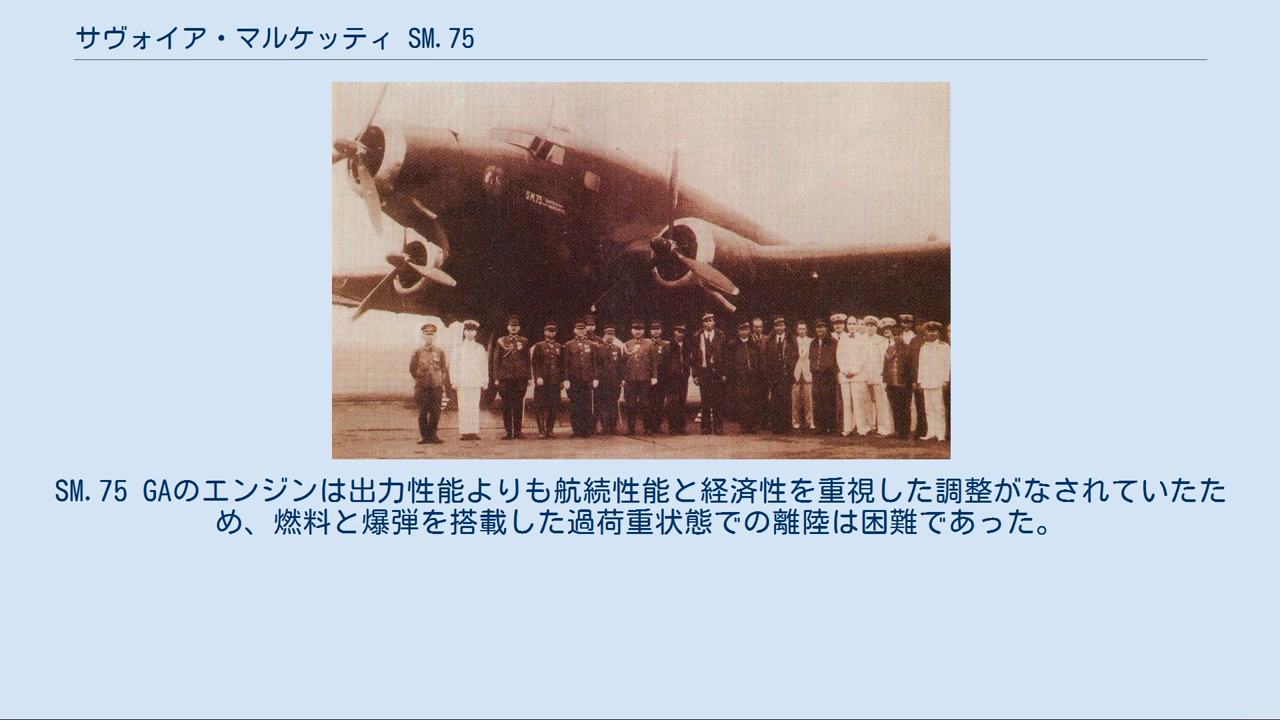 サヴォイア・マルケッティ SM.75
SM.75
SM.75 GAのエンジンは出力性能よりも航続性能と経済性を重視した調整がなされていたた
め、燃料と爆弾を搭載した過荷重状態での離陸は困難であった。